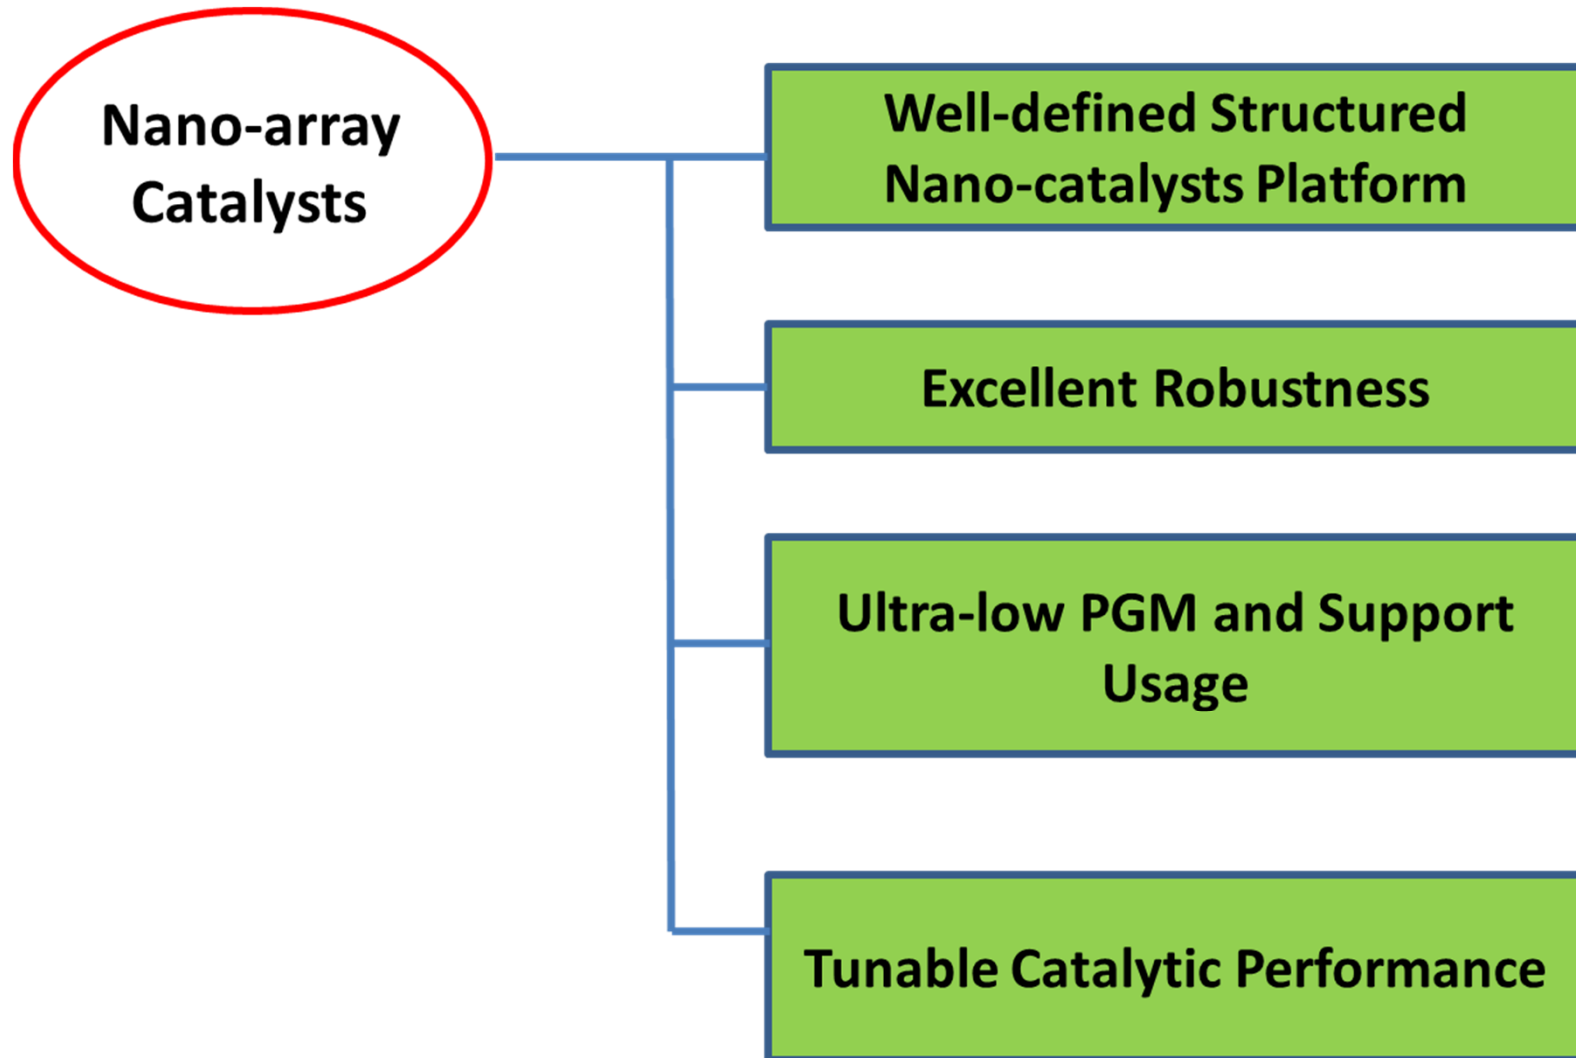 Nano-array
Catalysts
Well-defined Structured
Nano-catalysts Platform
Excellent Robustness
Ultra-low PGM and Support
Usage
Tunable Catalytic Performance